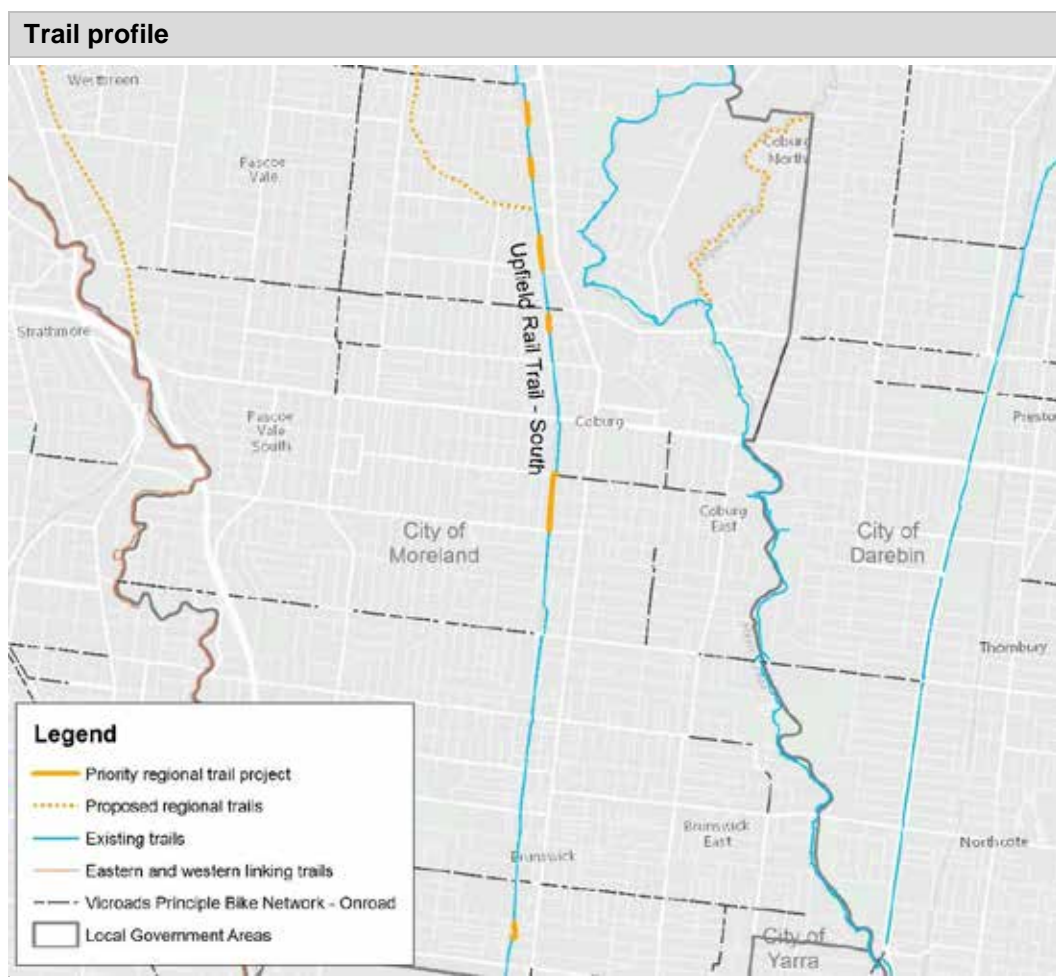 Trail profile
Westbreen
Pascoe
Vale
Coburg
North
Upfield Rail Trail - South
Strathmore
Pascoe
Vale
South
Coburg
Preston
City of
Moreland
Coburg
East
City of
Darebin
Thornbury
Legend
Priority regional trail project
Proposed regional trails
Existing trails
Eastern and western linking trails
Vicroads Principle Bike Network - Onroad
Local Government Areas
Brunswick
East
Brunswick
Northcote
City of
Yarra